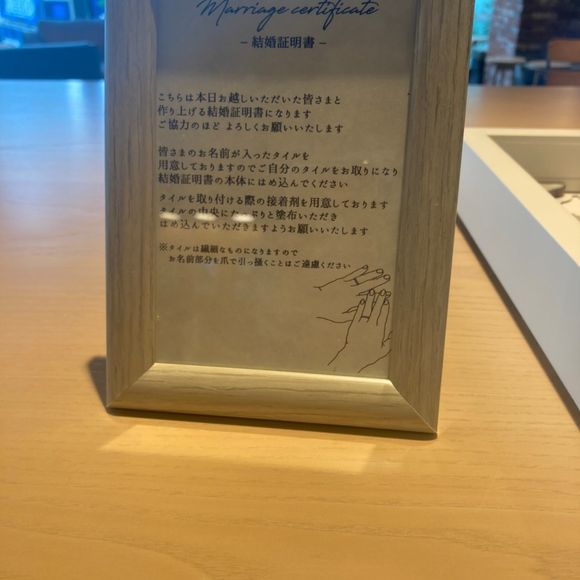 Marriage certificate
– 結婚証明書 –
こちらは本日お越しいただいた皆さまと
作り上げる結婚証明書になります
ご協力のほど よろしくお願いいたします
皆さまのお名前が入ったタイルを
用意しておりますのでご自分のタイルをお取りになり
結婚証明書の本体にはめ込んでください
タイルを取り付ける際の接着剤を用意しております
タイルの中央にたっぷりと塗布いただき
はめ込んでいただきますようお願いいたします
※タイルは繊細なものになりますので
お名前部分を爪で引っ掻くことはご遠慮ください